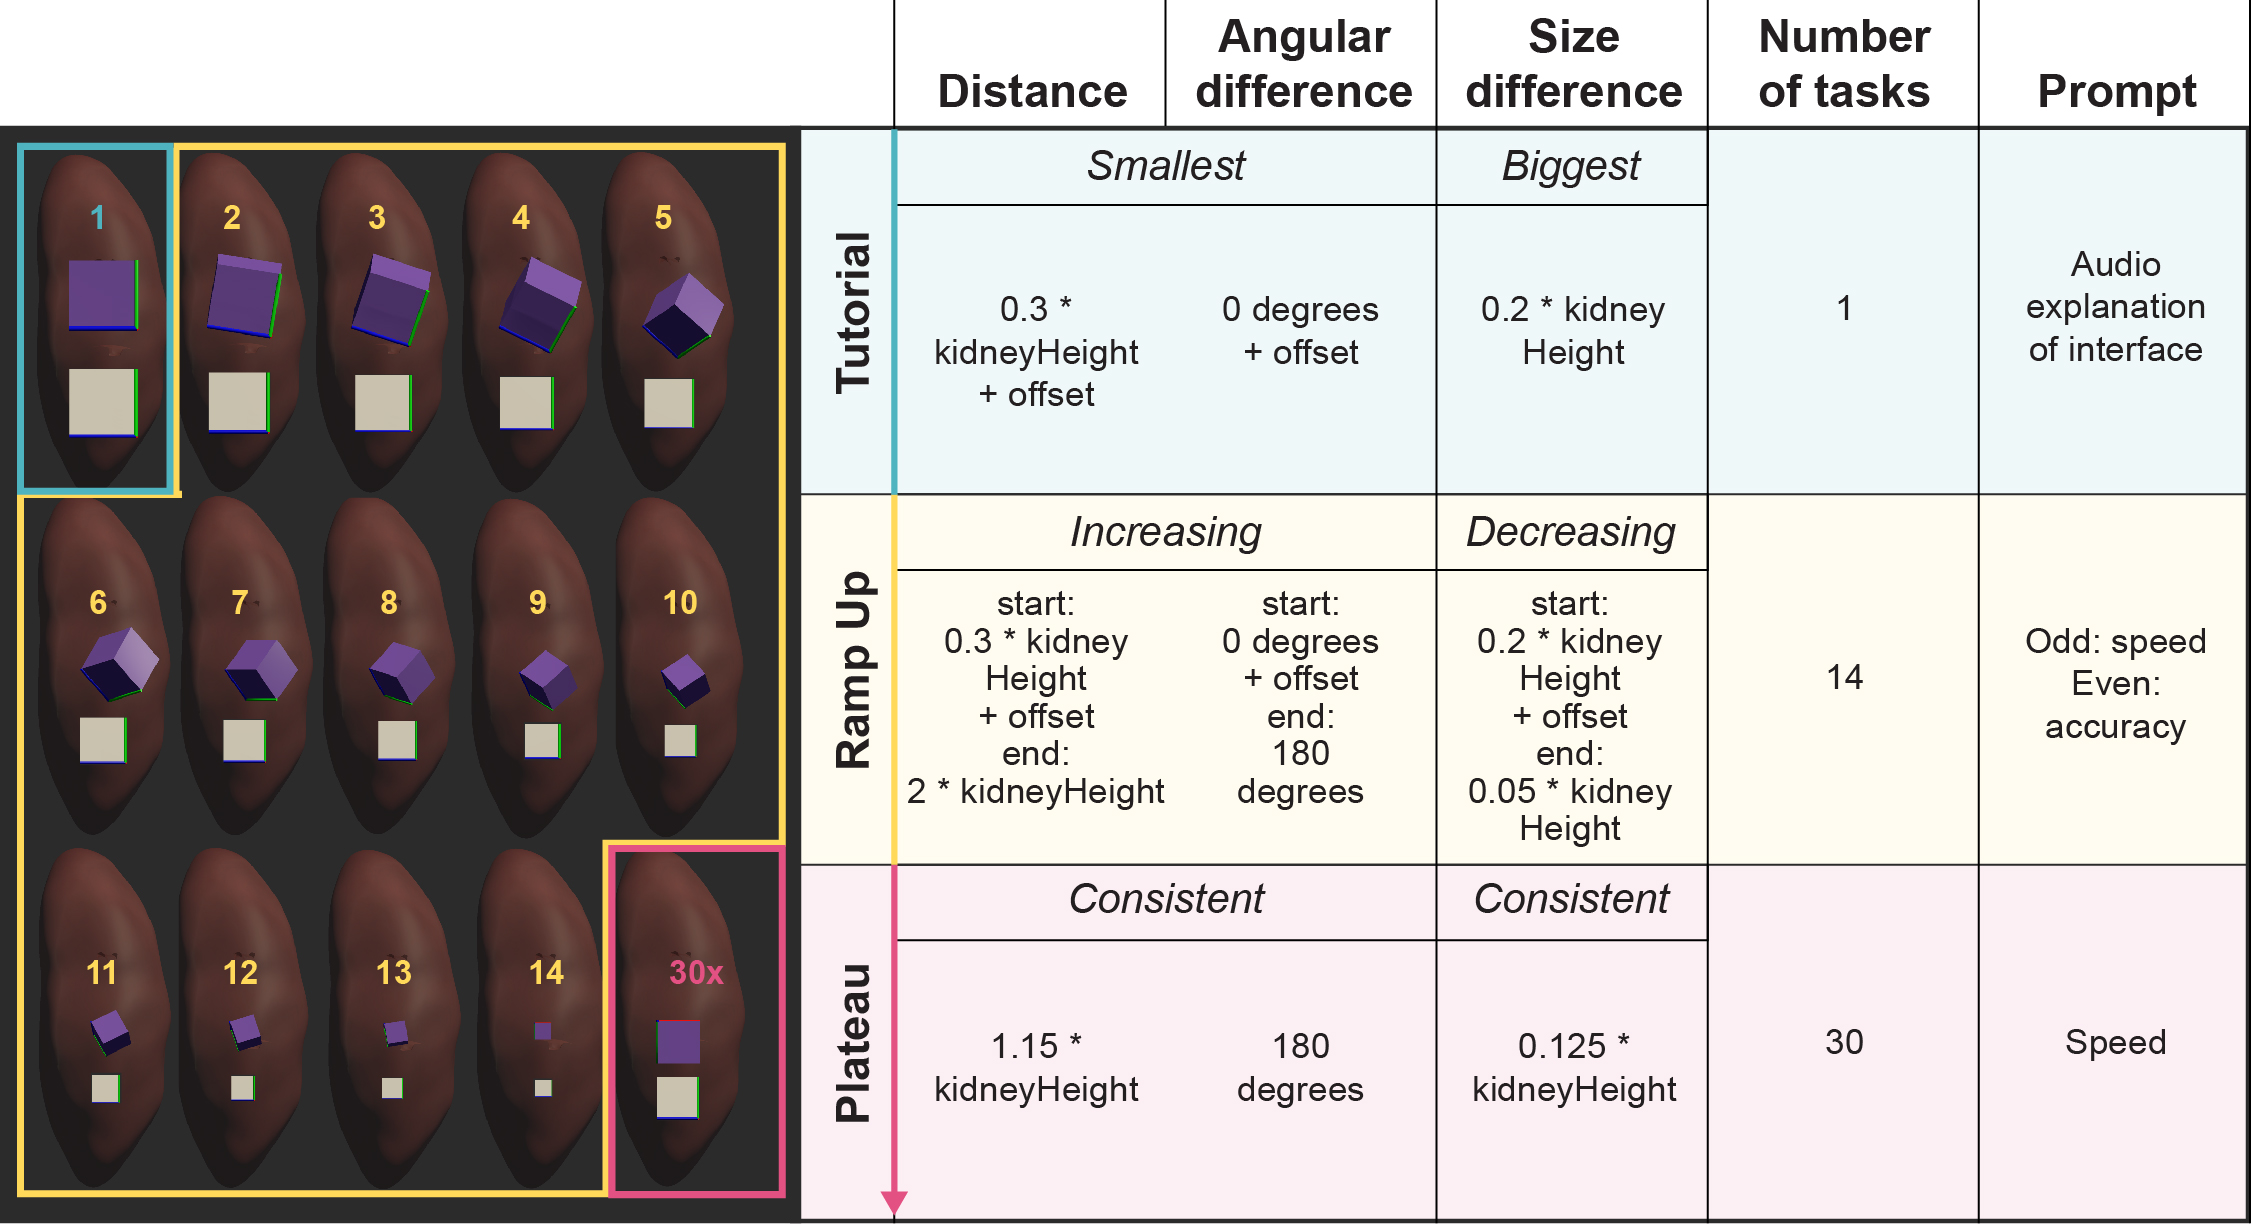 Distance
Angular
difference
Size
difference
Number
of tasks
Prompt
1
2
3
4
5
6
7
8
9
10
11
12
13
14
30x
Tutorial
Smallest
Biggest
0.3 *
kidneyHeight
+ offset
0 degrees
+ offset
0.2 * kidney
Height
1
Audio
explanation
of interface
Ramp Up
Increasing
Decreasing
start:
0.3 * kidney
Height
+ offset
end:
2 * kidneyHeight
start:
0 degrees
+ offset
end:
180
degrees
start:
0.2 * kidney
Height
+ offset
end:
0.05 * kidney
Height
14
Odd: speed
Even:
accuracy
Plateau
Consistent
Consistent
1.15 *
kidneyHeight
180
degrees
0.125 *
kidneyHeight
30
Speed